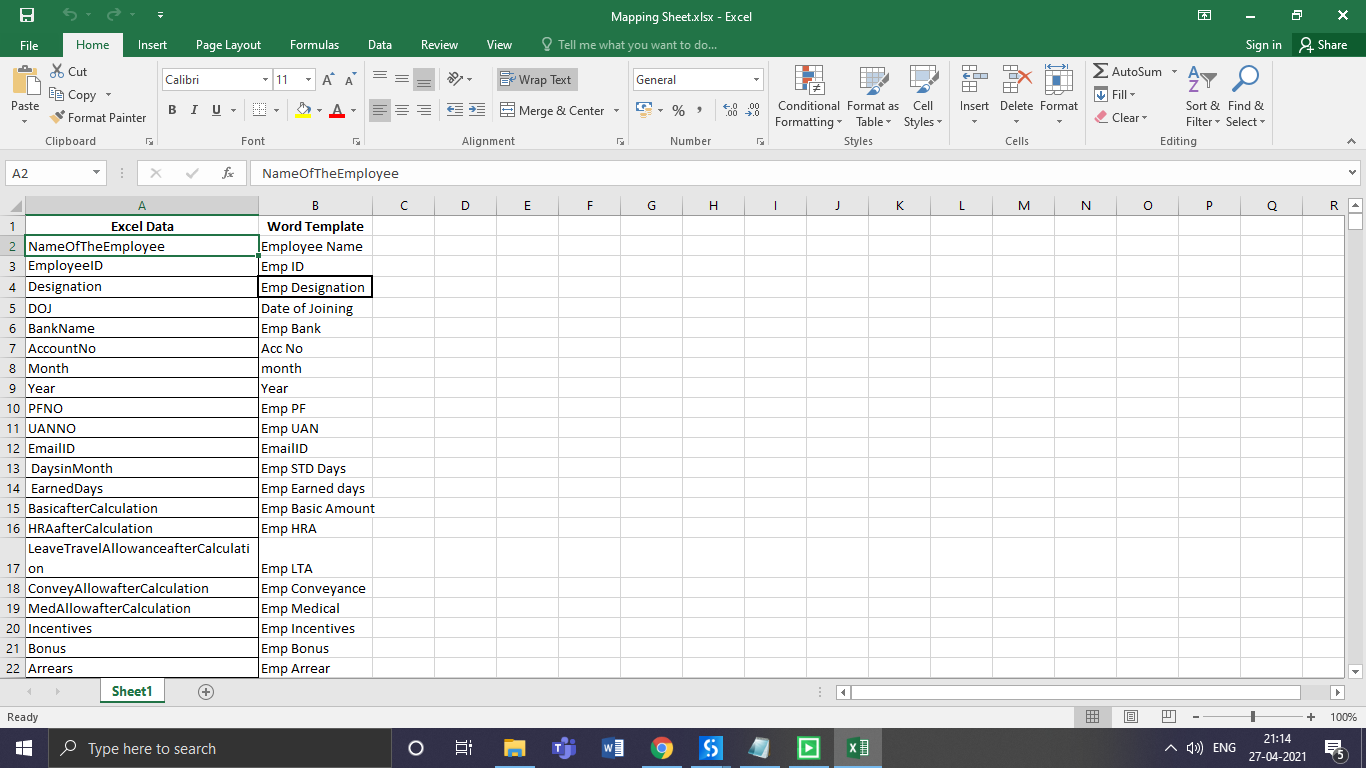 Mapping Sheet.xlsx - Excel
File Home Insert Page Layout Formulas Data Review View Tell me what you want to do... Sign in Share
Paste
Cut
Copy
Format Painter
Clipboard
Calibri 11 A A
B I U A
Font
Wrap Text
Merge & Center
Alignment
General
% , .0 .00 .00 .0
Number
Conditional Formatting
Format as Table
Cell Styles
Styles
Insert Delete Format
Cells
AutoSum
Fill
Clear
Sort & Filter
Find & Select
Editing
A2 fx NameOfTheEmployee
A B C D E F G H I J K L M N O P Q R
1 Excel Data Word Template
2 NameOfTheEmployee Employee Name
3 EmployeeID Emp ID
4 Designation Emp Designation
5 DOJ Date of Joining
6 BankName Emp Bank
7 AccountNo Acc No
8 Month month
9 Year Year
10 PFNO Emp PF
11 UANNO Emp UAN
12 EmailID EmailID
13 DaysinMonth Emp STD Days
14 EarnedDays Emp Earned days
15 BasicafterCalculation Emp Basic Amount
16 HRAafterCalculation Emp HRA
LeaveTravelAllowanceafterCalculati
17 on Emp LTA
18 ConveyAllowafterCalculation Emp Conveyance
19 MedAllowafterCalculation Emp Medical
20 Incentives Emp Incentives
21 Bonus Emp Bonus
22 Arrears Emp Arrear
Sheet1
Ready 100%
Type here to search
ENG
21:14
27-04-2021
5